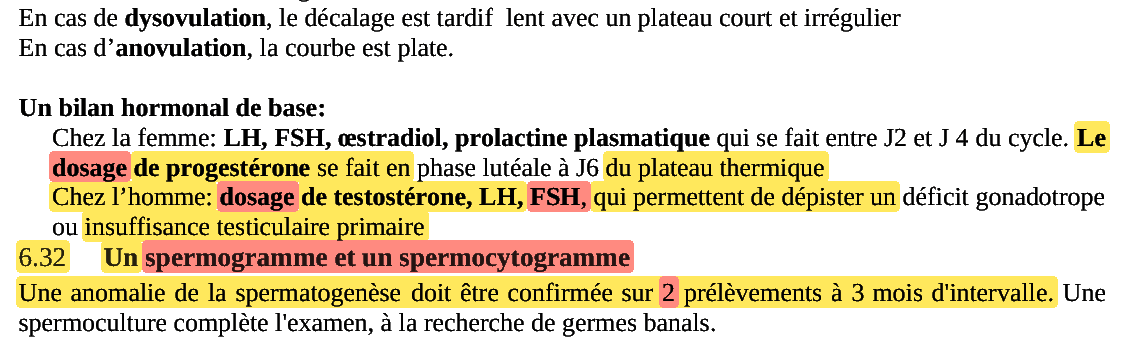 En cas de dysovulation, le décalage est tardif  lent avec un plateau court et irrégulier
En cas d'anovulation, la courbe est plate.
Un bilan hormonal de base:
Chez la femme: LH, FSH, œstradiol, prolactine plasmatique qui se fait entre J2 et J 4 du cycle. Le
dosage de progestérone se fait en phase lutéale à J6 du plateau thermique
Chez l'homme: dosage de testostérone, LH, FSH, qui permettent de dépister un déficit gonadotrope
ou insuffisance testiculaire primaire
6.32 Un spermogramme et un spermocytogramme
Une anomalie de la spermatogenèse doit être confirmée sur 2 prélèvements à 3 mois d'intervalle. Une
spermoculture complète l'examen, à la recherche de germes banals.